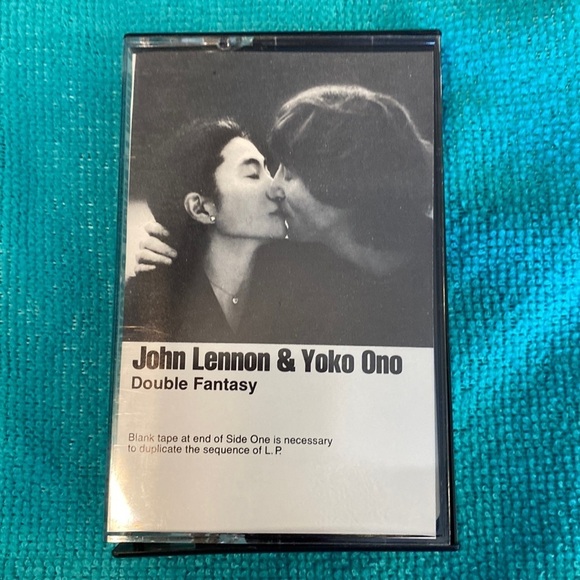 John Lennon & Yoko Ono
Double Fantasy
Blank tape at end of Side One is necessary
to duplicate the sequence of L.P.